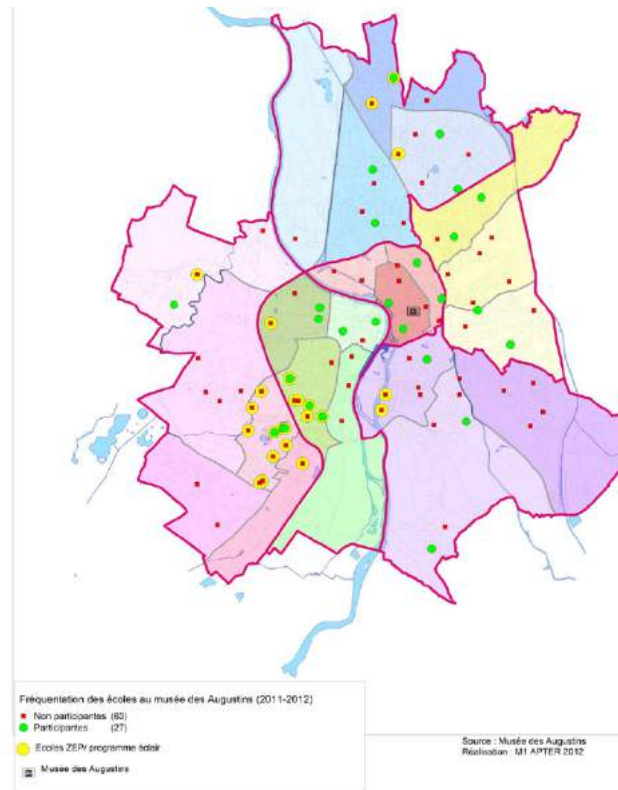 Fréquentation des écoles au musée des Augustins (2011-2012)
Non participantes (63)
Participantes (27)
Ecoles ZEP/ programme éclair
Musée des Augustins
Source : Musée des Augustins
Réalisation : M1 APTER 2012